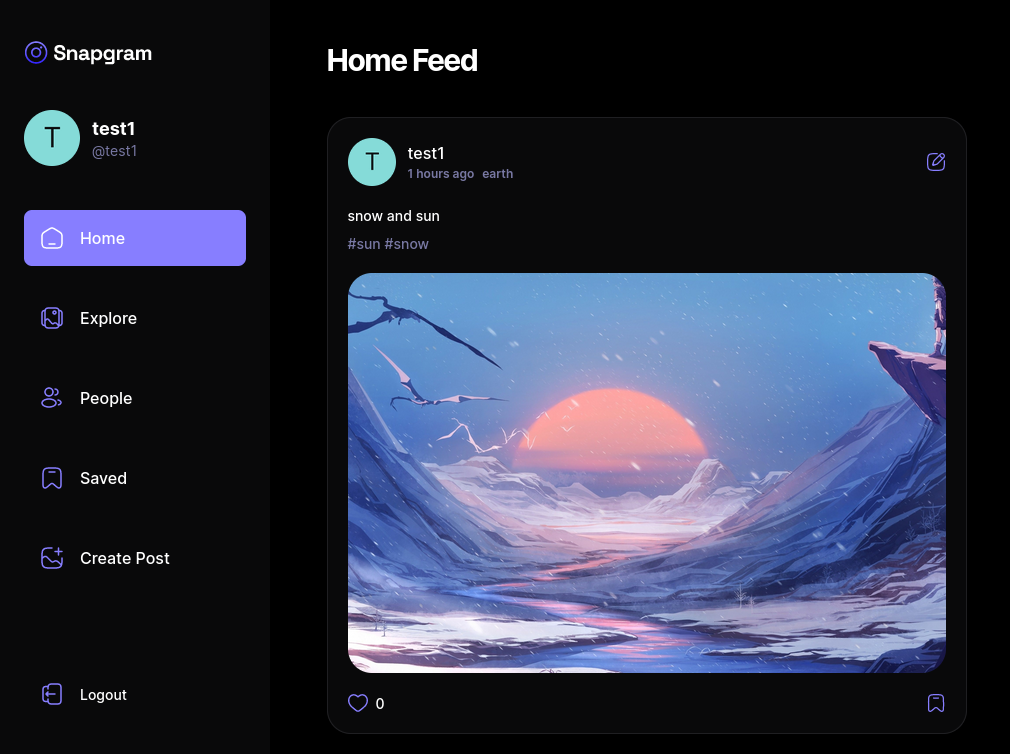 Snapgram
T
test1
@test1
Home
Explore
People
Saved
Create Post
Logout
Home Feed
T
test1
1 hours ago earth
snow and sun
#sun #snow
0